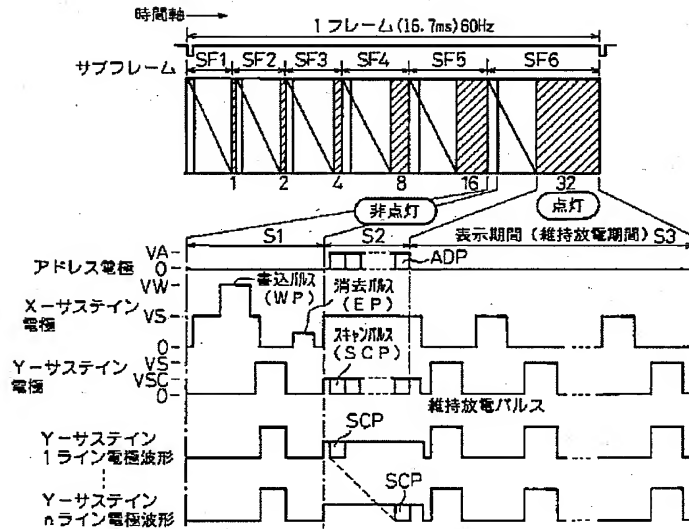 時間軸
1フレーム(16.7ms)60Hz
サブフレーム
SF1 SF2 SF3 SF4 SF5 SF6
1 2 4 8 16 32
非点灯
点灯
S1 S2 表示期間(維持放電期間) S3
アドレス電極
VA
0
ADP
X-サステイン電極
VW
VS
0
書込パルス
(WP)
消去パルス
(EP)
Y-サステイン電極
VS
VSC
0
スキャンパルス
(SCP)
維持放電パルス
Y-サステイン
1ライン電極波形
SCP
Y-サステイン
nライン電極波形
SCP